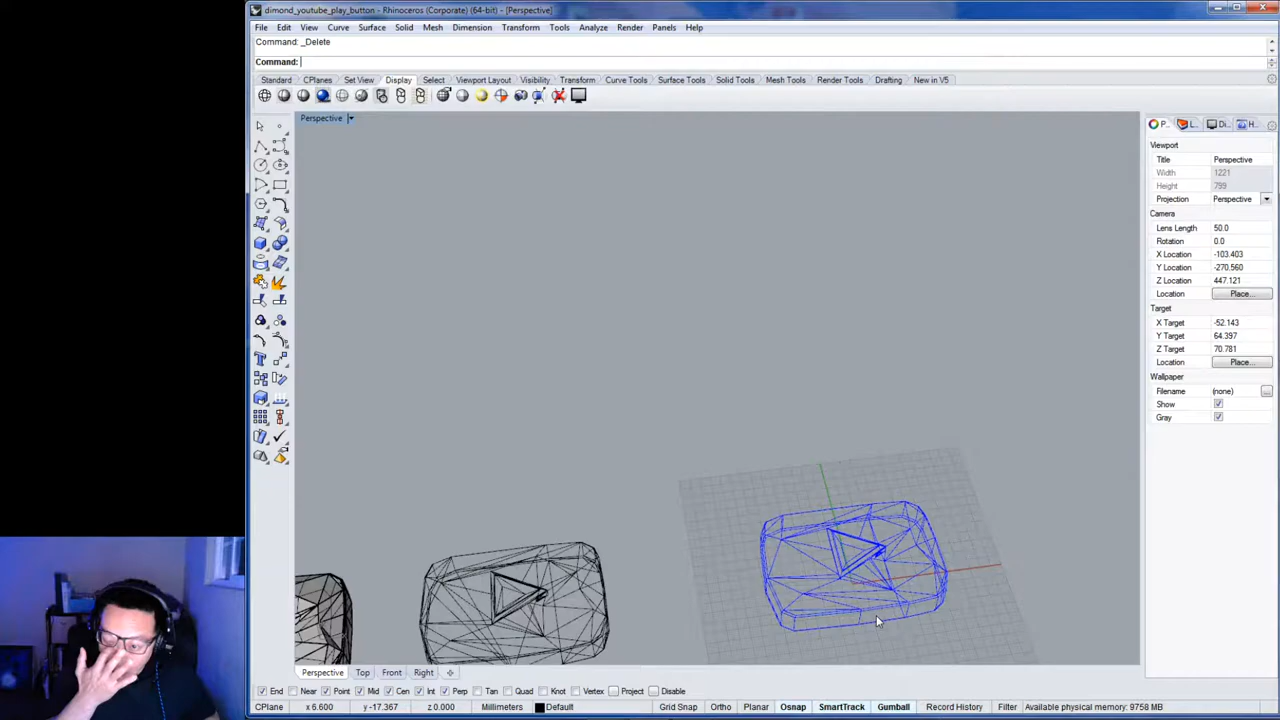 dimond_youtube_play_button - Rhinoceros (Corporate) (64-bit) - [Perspective]
File Edit View Curve Surface Solid Mesh Dimension Transform Tools Analyze Render Panels Help
Command: _Delete
Command:
Standard CPlanes Set View Display Select Viewport Layout Visibility Transform Curve Tools Surface Tools Solid Tools Mesh Tools Render Tools Drafting New in V5
Perspective
P... L... Di... H...
Viewport
Title Perspective
Width 1221
Height 799
Projection Perspective
Camera
Lens Length 50.0
Rotation 0.0
X Location -103.403
Y Location -270.560
Z Location 447.121
Location Place...
Target
X Target -52.143
Y Target 64.397
Z Target 70.781
Location Place...
Wallpaper
Filename (none) ...
Show
Gray
Perspective Top Front Right
End Near Point Mid Cen Int Perp Tan Quad Knot Vertex Project Disable
CPlane x 6.600 y -17.367 z 0.000 Millimeters Default Grid Snap Ortho Planar Osnap SmartTrack Gumball Record History Filter Available physical memory: 9758 MB